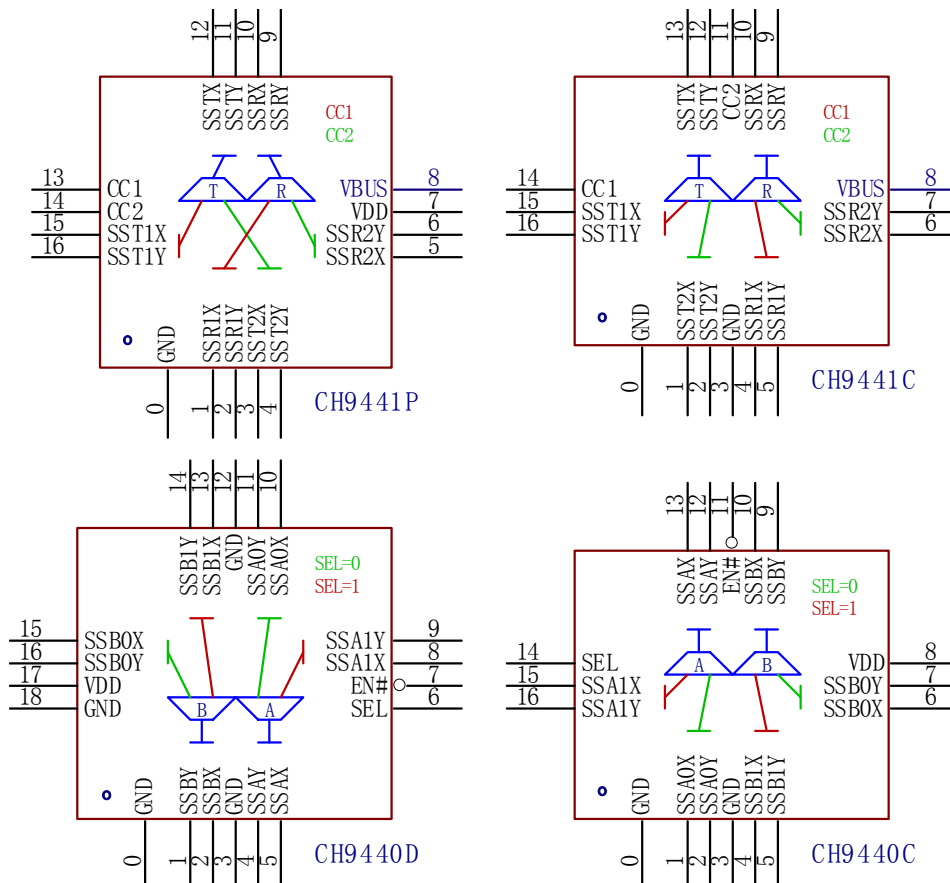 12 11 10 9
SSTX SSTY SSRX SSRY
CC1
CC2
13 CC1
14 CC2
15 SST1X
16 SST1Y
T R
VBUS 8
VDD 7
SSR2Y 6
SSR2X 5
GND SSR1X SSR1Y SST2X SST2Y
0 1 2 3 4
CH9441P
13 12 11 10 9
SSTX SSTY CC2 SSRX SSRY
CC1
CC2
14 CC1
15 SST1X
16 SST1Y
T R
VBUS 8
SSR2Y 7
SSR2X 6
GND SST2X SST2Y GND SSR1X SSR1Y
0 1 2 3 4 5
CH9441C
14 13 12 11 10
SSB1Y SSB1X GND SSA0Y SSA0X
SEL=0
SEL=1
15 SSB0X
16 SSB0Y
17 VDD
18 GND
B A
SSA1Y 9
SSA1X 8
EN# 7
SEL 6
GND SSBY SSBX GND SSAY SSAX
0 1 2 3 4 5
CH9440D
13 12 11 10 9
SSAX SSAY EN# SSBX SSBY
SEL=0
SEL=1
14 SEL
15 SSA1X
16 SSA1Y
A B
VDD 8
SSB0Y 7
SSB0X 6
GND SSA0X SSA0Y GND SSB1X SSB1Y
0 1 2 3 4 5
CH9440C